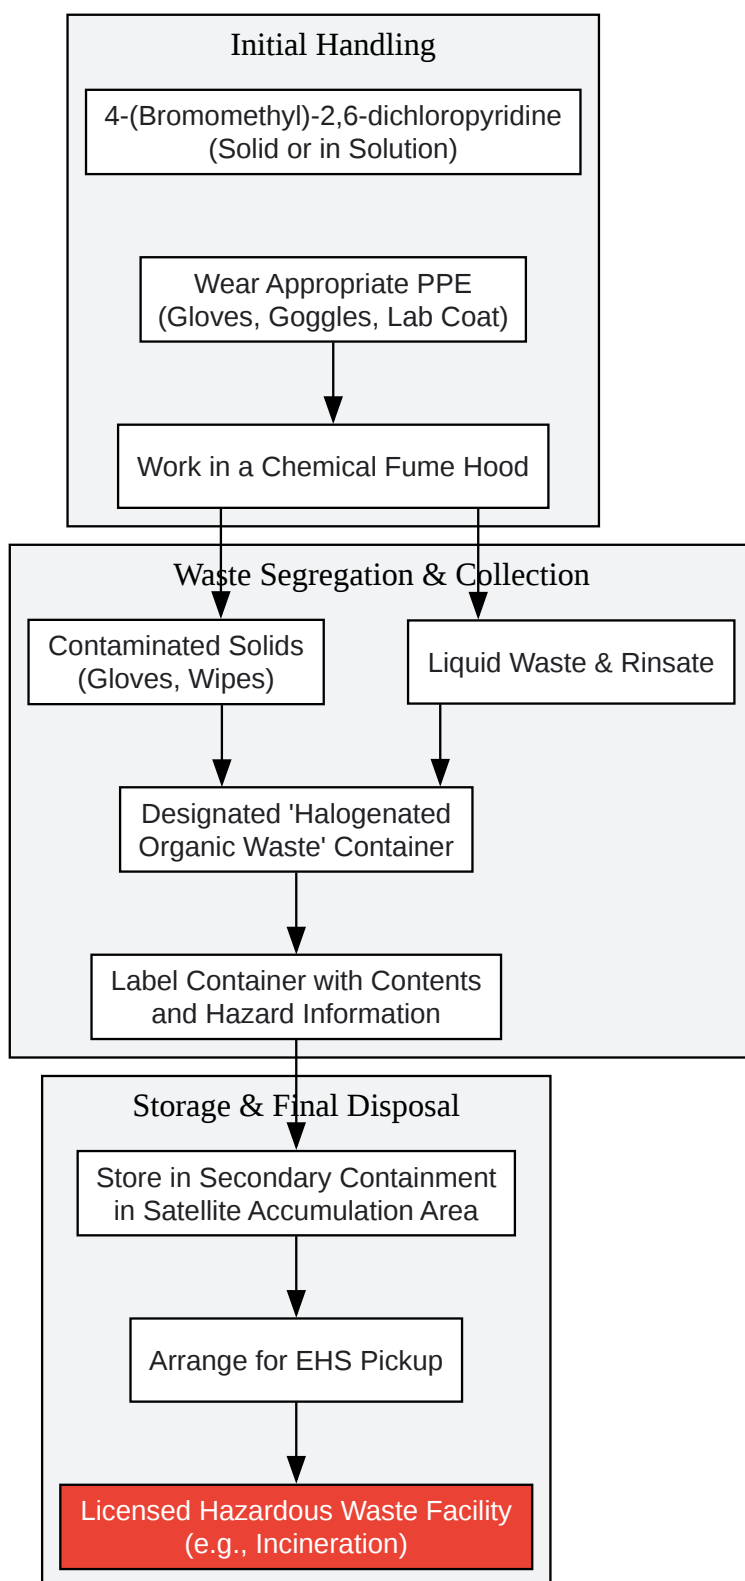 Initial Handling
4-(Bromomethyl)-2,6-dichloropyridine
(Solid or in Solution)
Wear Appropriate PPE
(Gloves, Goggles, Lab Coat)
Work in a Chemical Fume Hood
Waste Segregation & Collection
Contaminated Solids
(Gloves, Wipes)
Liquid Waste & Rinsate
Designated 'Halogenated
Organic Waste' Container
Label Container with Contents
and Hazard Information
Storage & Final Disposal
Store in Secondary Containment
in Satellite Accumulation Area
Arrange for EHS Pickup
Licensed Hazardous Waste Facility
(e.g., Incineration)